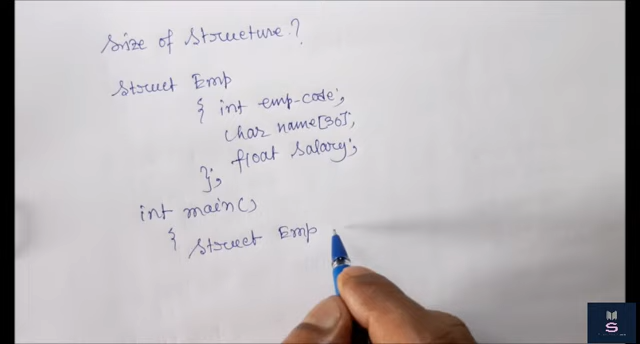 Size of Structure?
Struct Emp
{ int emp-code;
char name[30];
float salary;
};
int main()
{ Struct Emp
S